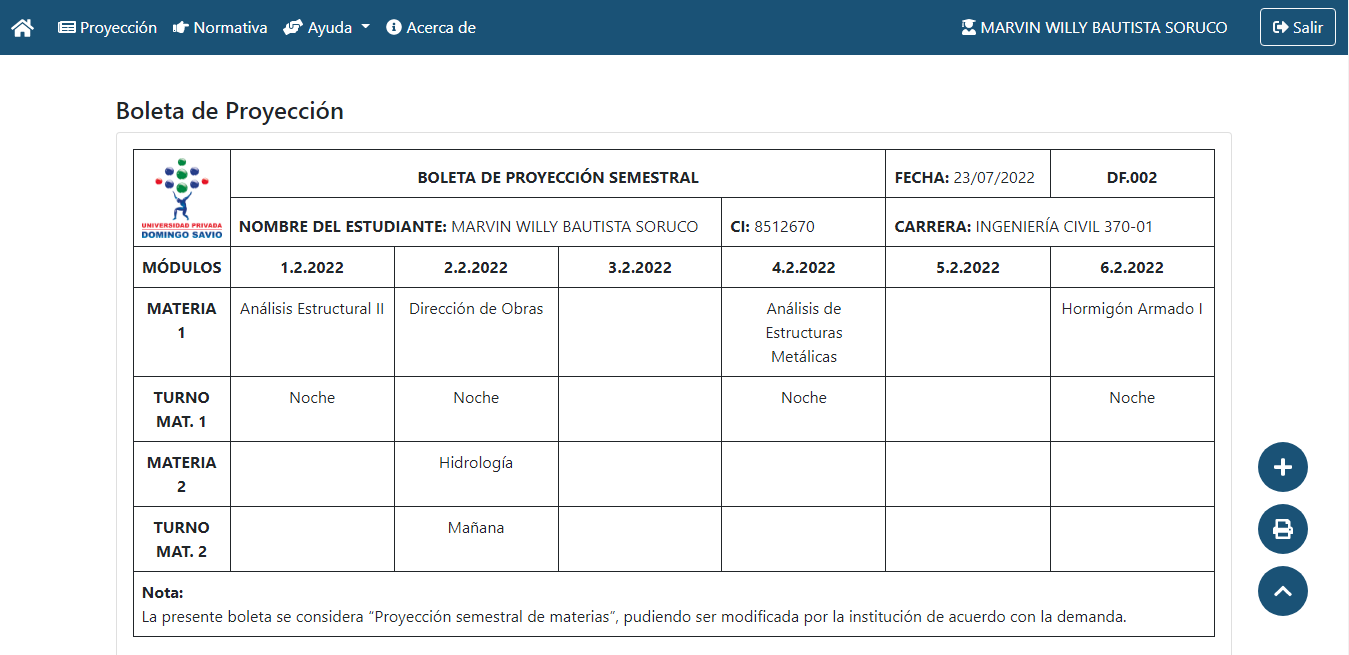 Proyección Normativa Ayuda Acerca de MARVIN WILLY BAUTISTA SORUCO Salir
Boleta de Proyección
UNIVERSIDAD PRIVADA
DOMINGO SAVIO
BOLETA DE PROYECCIÓN SEMESTRAL FECHA: 23/07/2022 DF.002
NOMBRE DEL ESTUDIANTE: MARVIN WILLY BAUTISTA SORUCO CI: 8512670 CARRERA: INGENIERÍA CIVIL 370-01
MÓDULOS 1.2.2022 2.2.2022 3.2.2022 4.2.2022 5.2.2022 6.2.2022
MATERIA Análisis Estructural II Dirección de Obras Análisis de Hormigón Armado I
1 Estructuras
Metálicas
TURNO Noche Noche Noche Noche
MAT. 1
MATERIA Hidrología
2
TURNO Mañana
MAT. 2
Nota:
La presente boleta se considera “Proyección semestral de materias”, pudiendo ser modificada por la institución de acuerdo con la demanda.